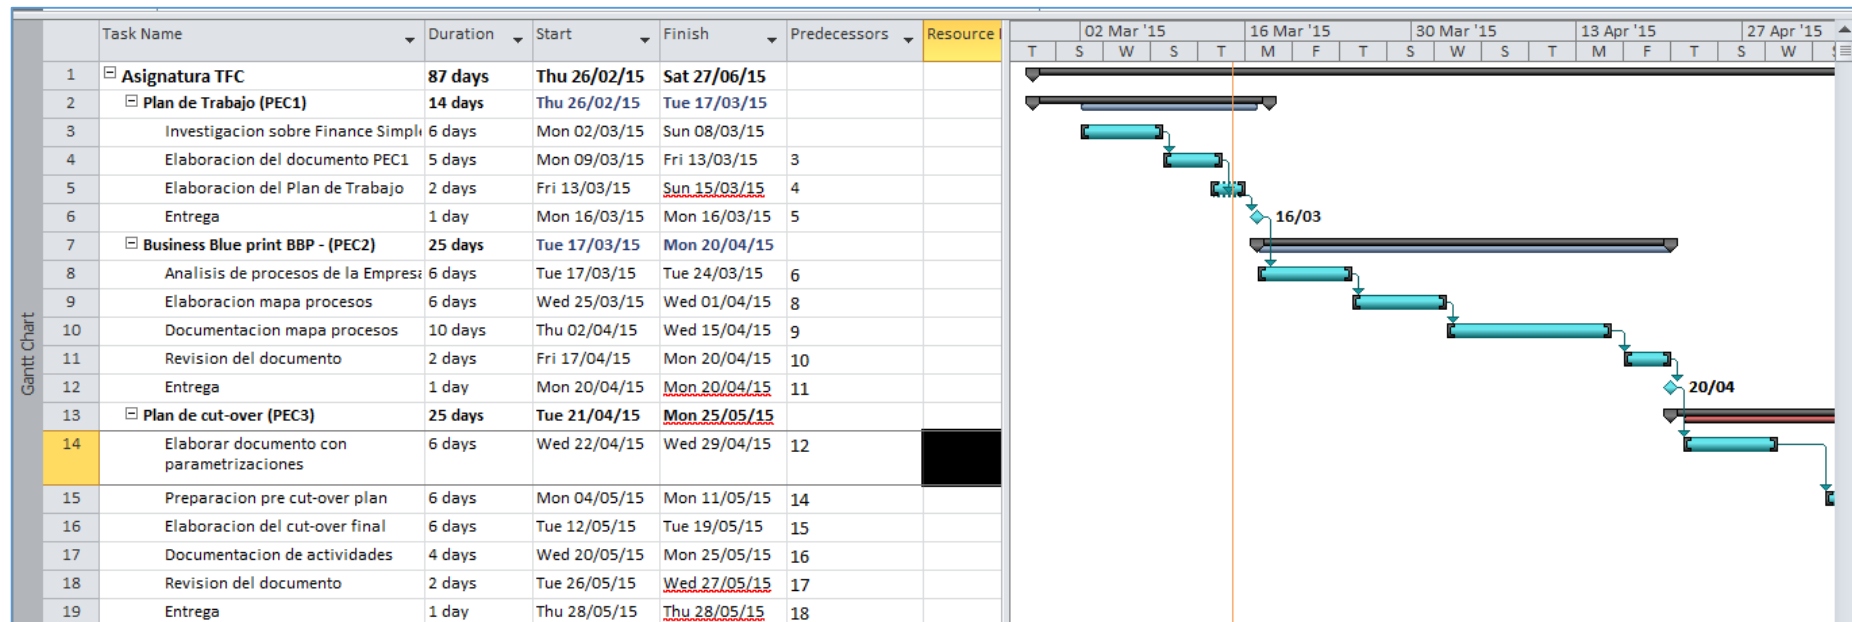 Task Name Duration Start Finish Predecessors Resource
02 Mar '15 16 Mar '15 30 Mar '15 13 Apr '15 27 Apr '15
T S W S T M F T S W S T M F T S W S
1 Asignatura TFC 87 days Thu 26/02/15 Sat 27/06/15
2 Plan de Trabajo (PEC1) 14 days Thu 26/02/15 Tue 17/03/15
3 Investigacion sobre Finance Simple 6 days Mon 02/03/15 Sun 08/03/15
4 Elaboracion del documento PEC1 5 days Mon 09/03/15 Fri 13/03/15 3
5 Elaboracion del Plan de Trabajo 2 days Fri 13/03/15 Sun 15/03/15 4
6 Entrega 1 day Mon 16/03/15 Mon 16/03/15 5 16/03
7 Business Blue print BBP - (PEC2) 25 days Tue 17/03/15 Mon 20/04/15
8 Analisis de procesos de la Empresa 6 days Tue 17/03/15 Tue 24/03/15 6
9 Elaboracion mapa procesos 6 days Wed 25/03/15 Wed 01/04/15 8
10 Documentacion mapa procesos 10 days Thu 02/04/15 Wed 15/04/15 9
11 Revision del documento 2 days Fri 17/04/15 Mon 20/04/15 10
12 Entrega 1 day Mon 20/04/15 Mon 20/04/15 11 20/04
13 Plan de cut-over (PEC3) 25 days Tue 21/04/15 Mon 25/05/15
14 Elaborar documento con 6 days Wed 22/04/15 Wed 29/04/15 12
parametrizaciones
15 Preparacion pre cut-over plan 6 days Mon 04/05/15 Mon 11/05/15 14
16 Elaboracion del cut-over final 6 days Tue 12/05/15 Tue 19/05/15 15
17 Documentacion de actividades 4 days Wed 20/05/15 Mon 25/05/15 16
18 Revision del documento 2 days Tue 26/05/15 Wed 27/05/15 17
19 Entrega 1 day Thu 28/05/15 Thu 28/05/15 18
Gantt Chart